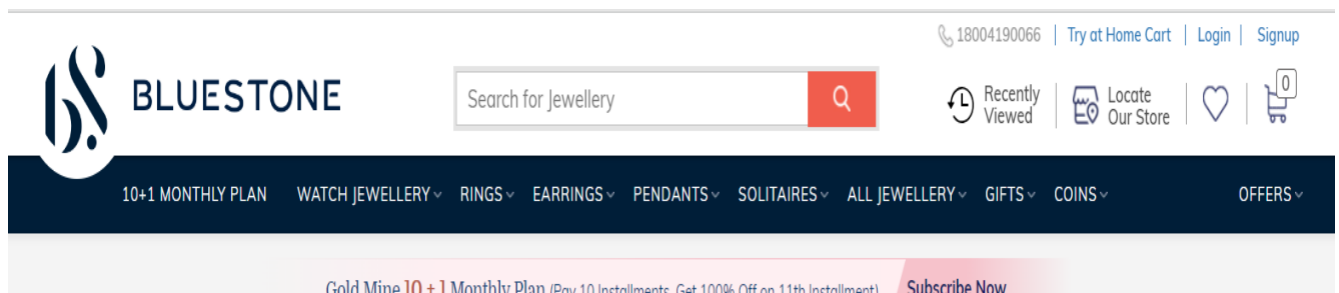 18004190066 | Try at Home Cart | Login | Signup
BLUESTONE
Search for Jewellery
Recently
Viewed
Locate
Our Store
0
10+1 MONTHLY PLAN WATCH JEWELLERY RINGS EARRINGS PENDANTS SOLITAIRES ALL JEWELLERY GIFTS COINS OFFERS
Gold Mine 10 + 1 Monthly Plan (Pay 10 Installments, Get 100% Off on 11th Installment) Subscribe Now